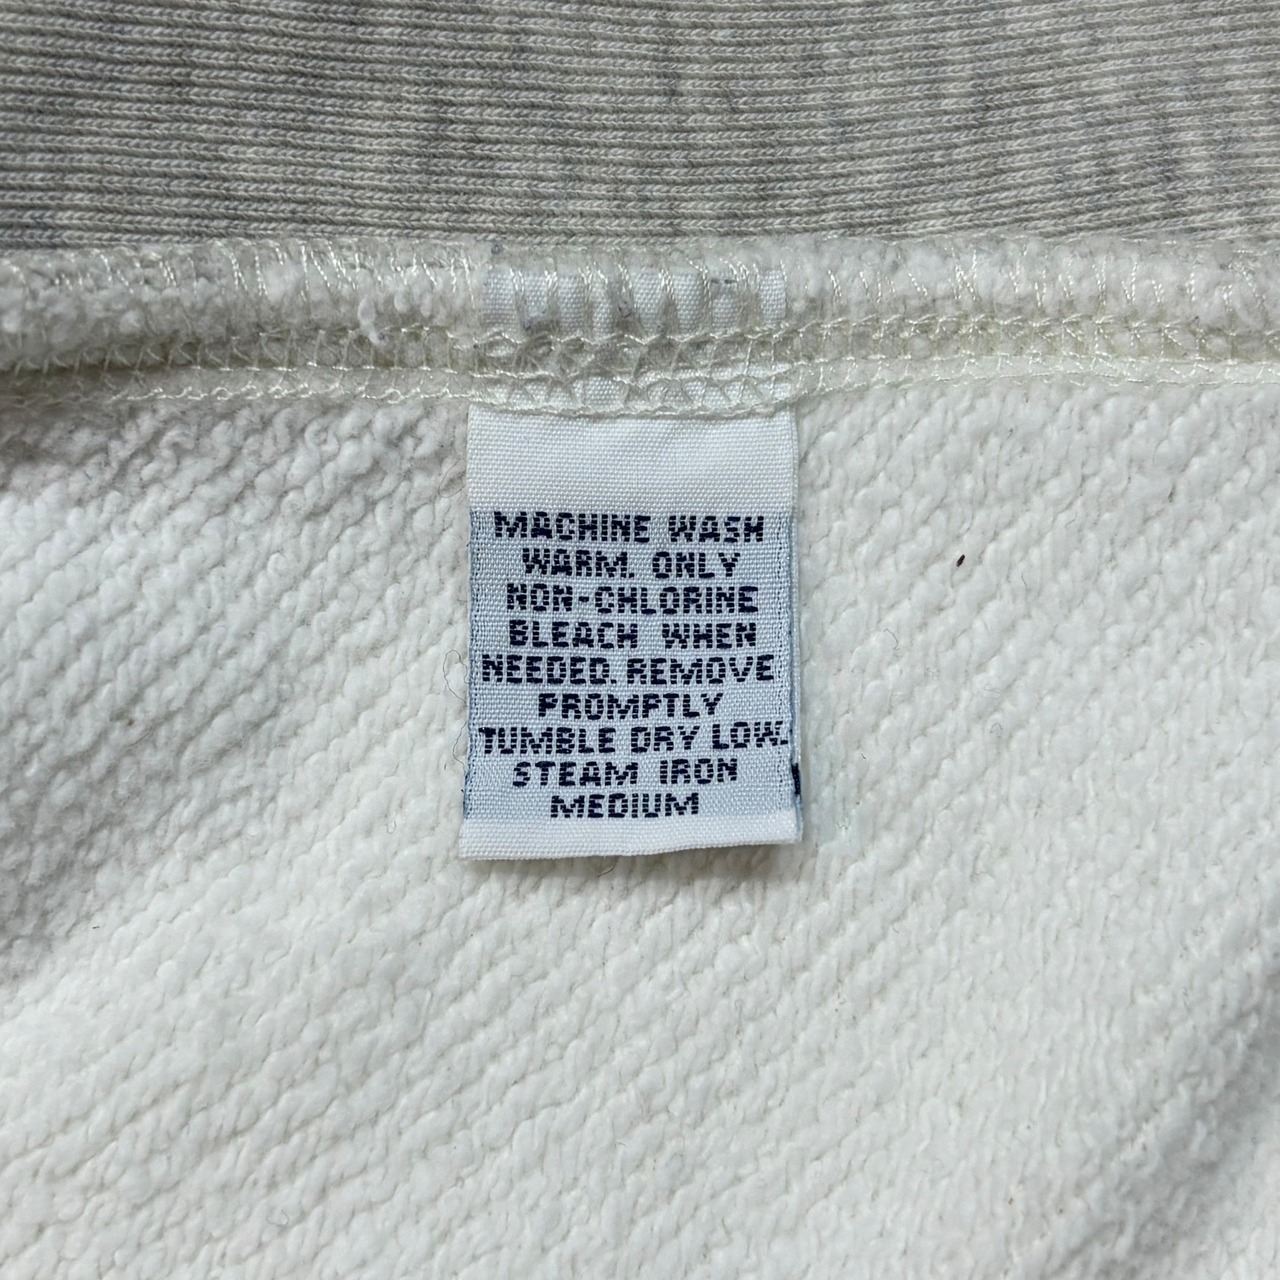 MACHINE WASH
WARM. ONLY
NON-CHLORINE
BLEACH WHEN
NEEDED. REMOVE
PROMPTLY
TUMBLE DRY LOW.
STEAM IRON
MEDIUM